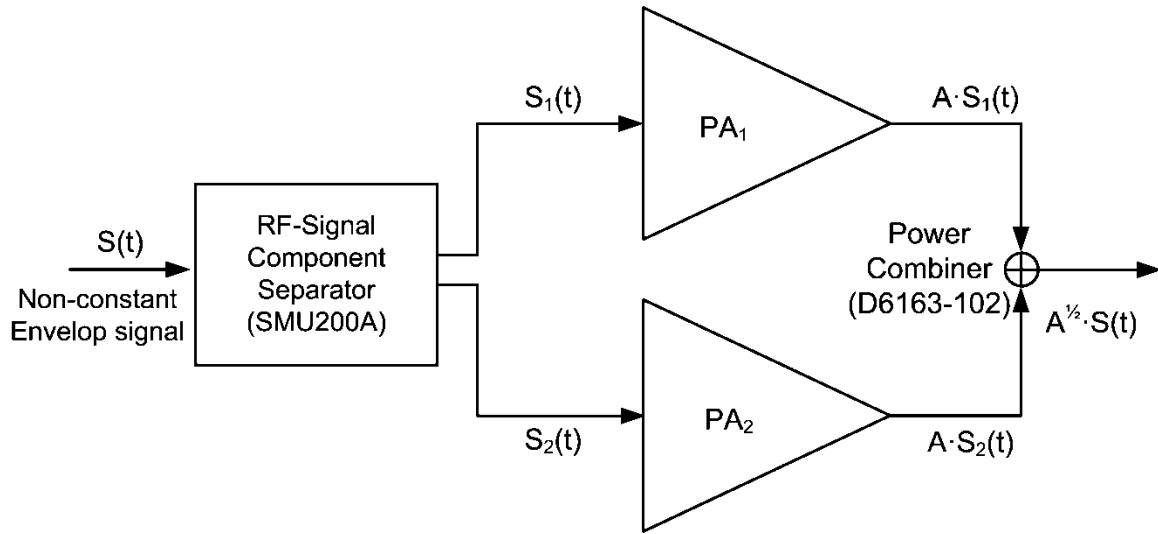 S(t)
Non-constant
Envelop signal
RF-Signal
Component
Separator
(SMU200A)
S₁(t)
PA₁
A·S₁(t)
S₂(t)
PA₂
A·S₂(t)
Power
Combiner
(D6163-102)
A^½·S(t)